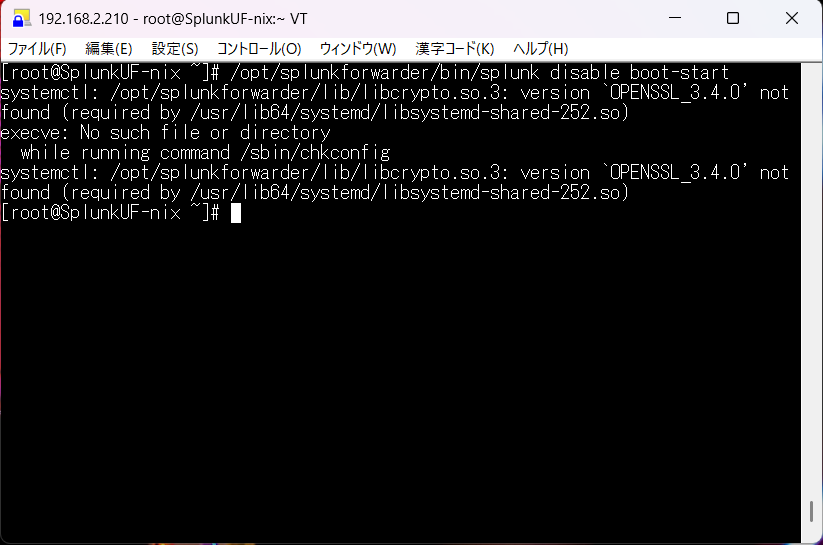 192.168.2.210 - root@SplunkUF-nix:~ VT
ファイル(F) 編集(E) 設定(S) コントロール(O) ウィンドウ(W) 漢字コード(K) ヘルプ(H)
[root@SplunkUF-nix ~]# /opt/splunkforwarder/bin/splunk disable boot-start
systemctl: /opt/splunkforwarder/lib/libcrypto.so.3: version `OPENSSL_3.4.0' not
found (required by /usr/lib64/systemd/libsystemd-shared-252.so)
execve: No such file or directory
  while running command /sbin/chkconfig
systemctl: /opt/splunkforwarder/lib/libcrypto.so.3: version `OPENSSL_3.4.0' not
found (required by /usr/lib64/systemd/libsystemd-shared-252.so)
[root@SplunkUF-nix ~]#